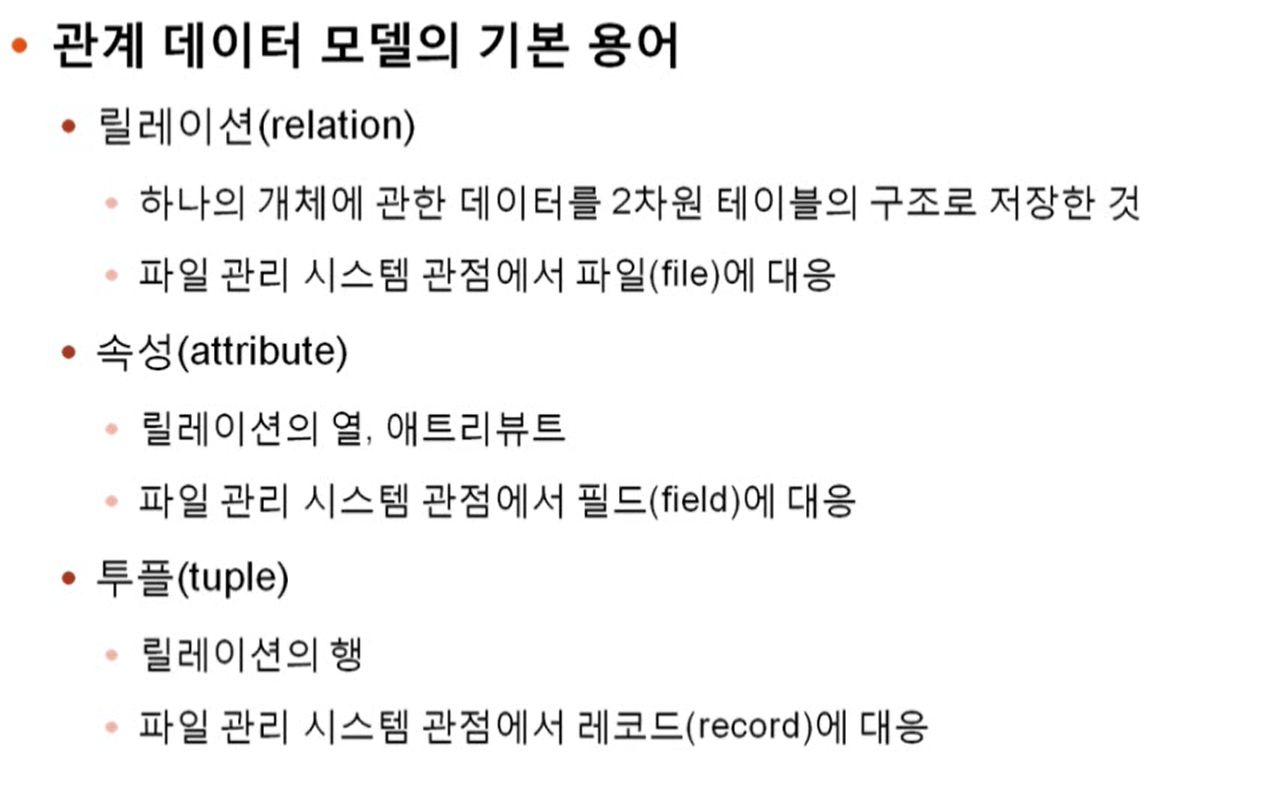 관계 데이터 모델의 기본 용어
릴레이션(relation)
하나의 개체에 관한 데이터를 2차원 테이블의 구조로 저장한 것
파일 관리 시스템 관점에서 파일(file)에 대응
속성(attribute)
릴레이션의 열, 애트리뷰트
파일 관리 시스템 관점에서 필드(field)에 대응
투플(tuple)
릴레이션의 행
파일 관리 시스템 관점에서 레코드(record)에 대응